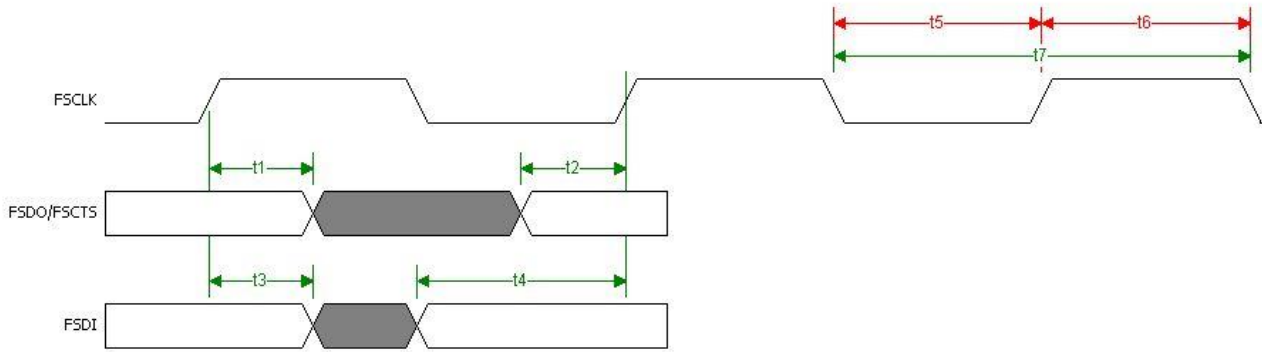 t5 t6
t7
FSCLK
t1 t2
FSDO/FSCTS
t3 t4
FSDI